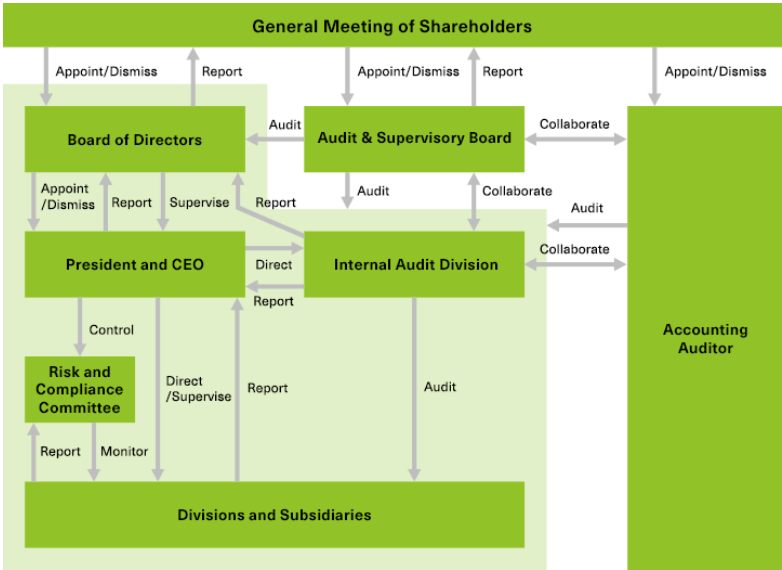 General Meeting of Shareholders
Appoint/Dismiss
Report
Appoint/Dismiss
Report
Appoint/Dismiss
Board of Directors
Audit
Audit & Supervisory Board
Collaborate
Appoint
/Dismiss
Report
Supervise
Report
Audit
Collaborate
Audit
President and CEO
Direct
Report
Internal Audit Division
Collaborate
Accounting
Auditor
Control
Risk and
Compliance
Committee
Direct
/Supervise
Report
Audit
Report
Monitor
Divisions and Subsidiaries